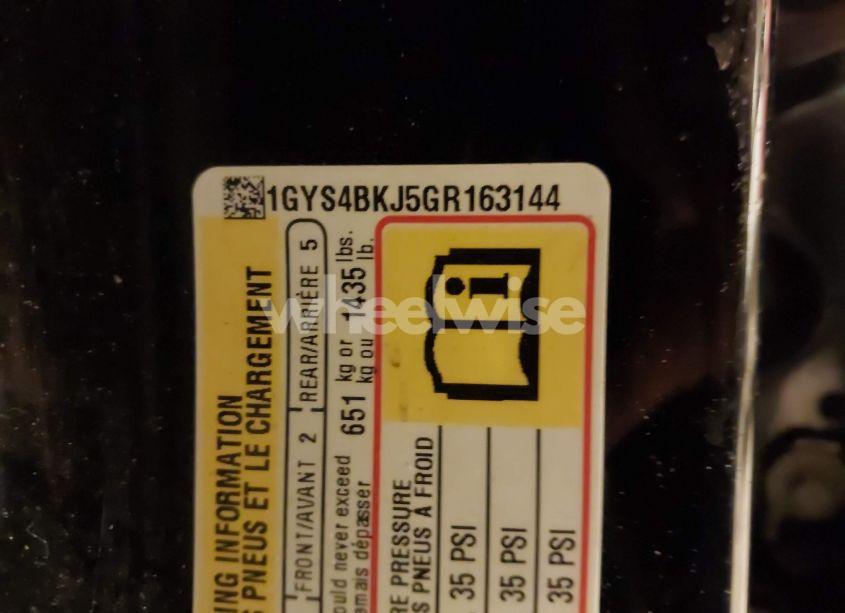 1GYS4BKJ5GR163144
ING INFORMATION
PNEUS ET LE CHARGEMENT
FRONT/AVANT 2 REAR/ARRIÈRE 5
ould never exceed 651 kg or 1435 lbs.
amais dépasser kg ou lb.
RE PRESSURE
S PNEUS À FROID
35 PSI
35 PSI
35 PSI
wheelwise